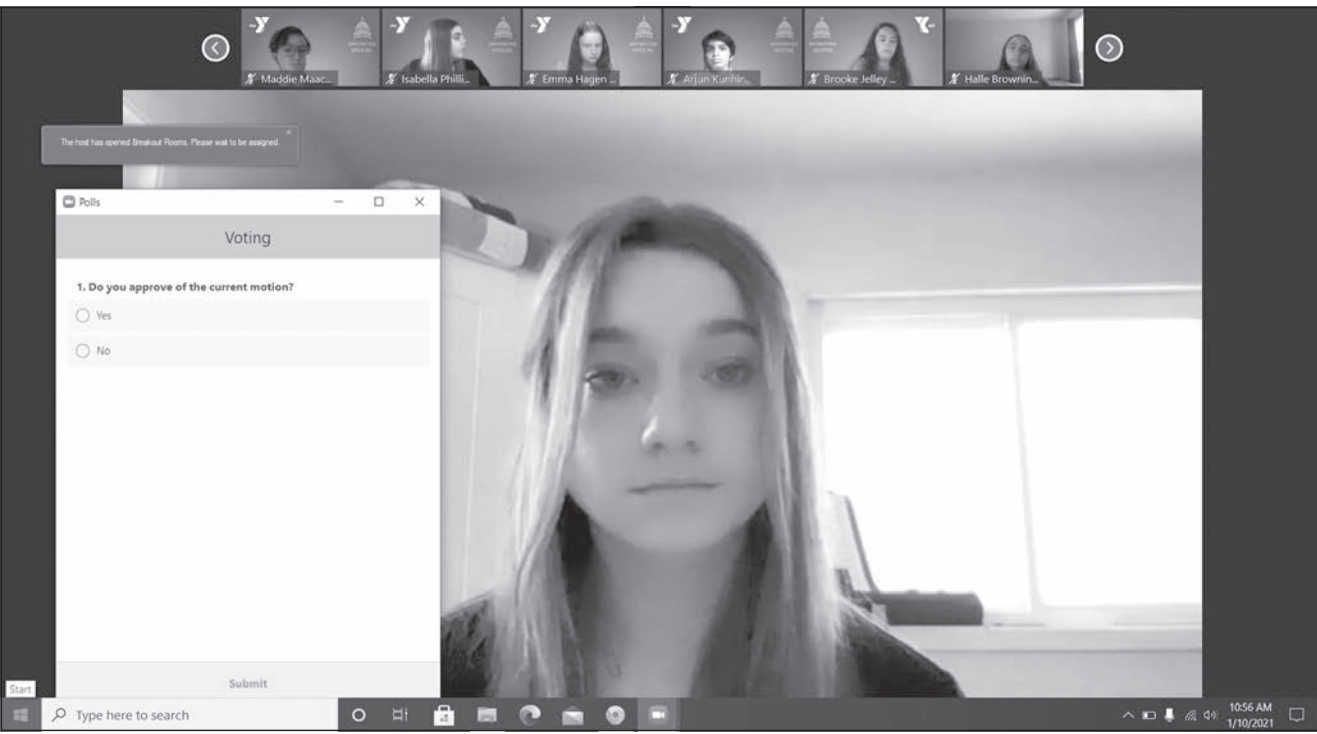 Maddie Maac...
Isabella Philli...
Emma Hagen ...
Arjun Kunhir...
Brooke Jelley ...
Halle Brownin...
The host has opened Breakout Rooms. Please wait to be assigned.
Polls
Voting
1. Do you approve of the current motion?
Yes
No
Submit
Start
Type here to search
10:56 AM
1/10/2021